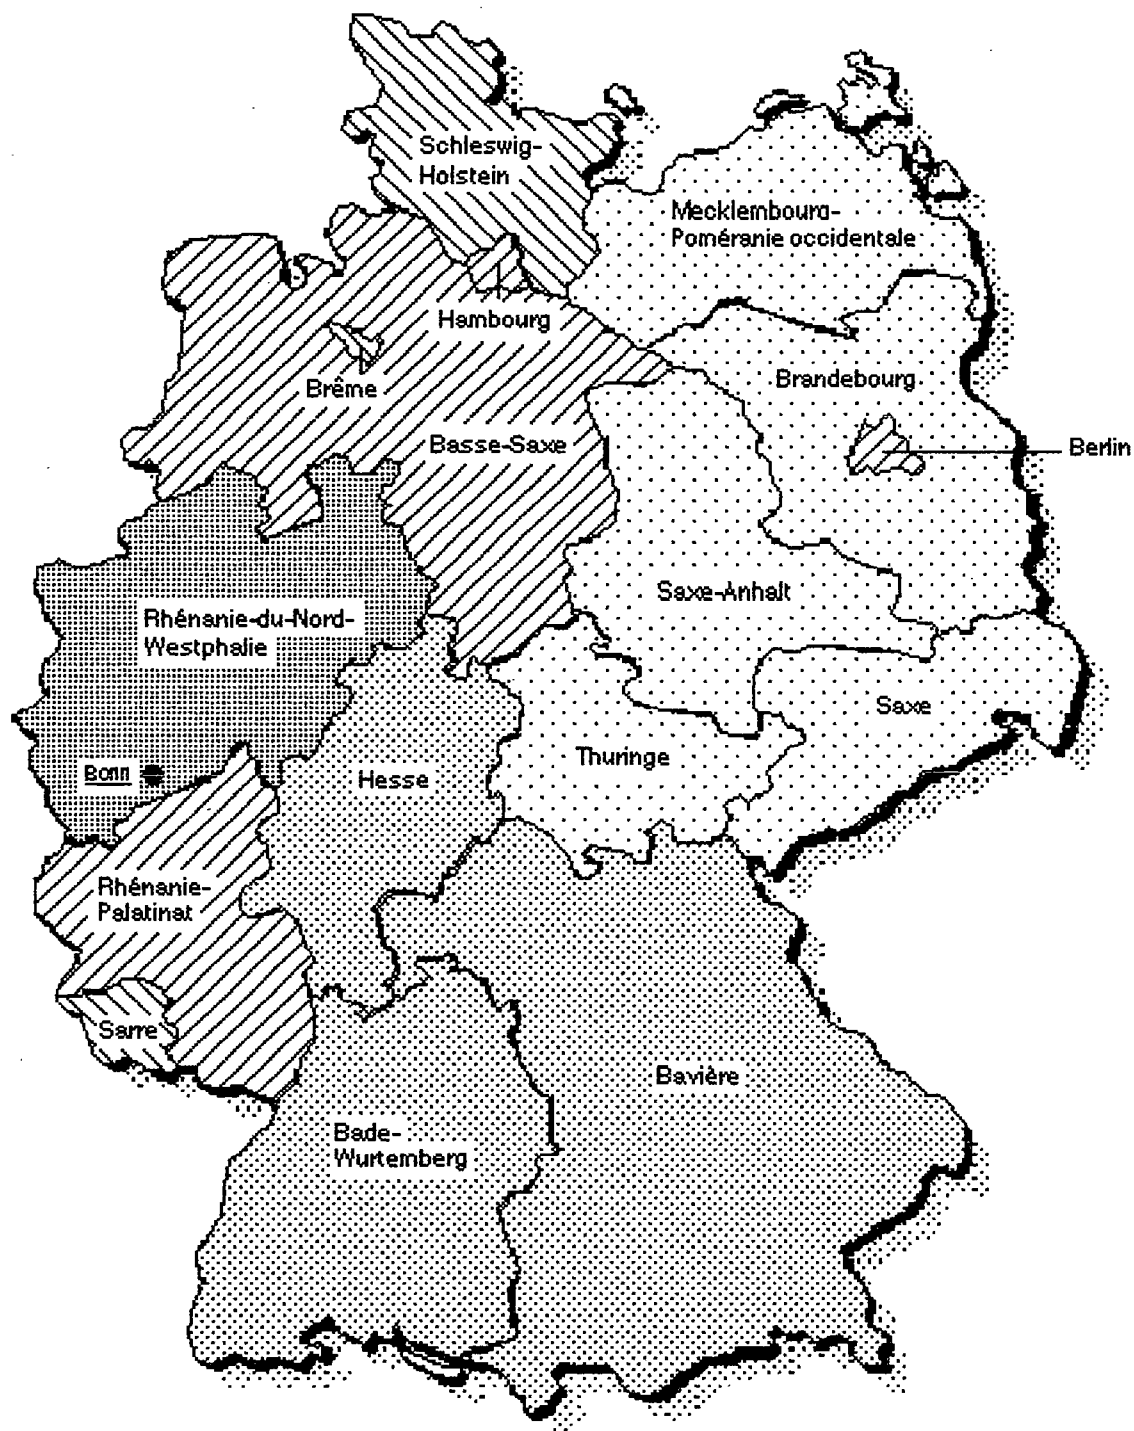 Schleswig-
Holstein
Mecklembourg-
Poméranie occidentale
Hambourg
Brême
Brandebourg
Basse-Saxe
Berlin
Saxe-Anhalt
Rhénanie-du-Nord-
Westphalie
Saxe
Thuringe
Bonn
Hesse
Rhénanie-
Palatinat
Sarre
Bavière
Bade-
Wurtemberg